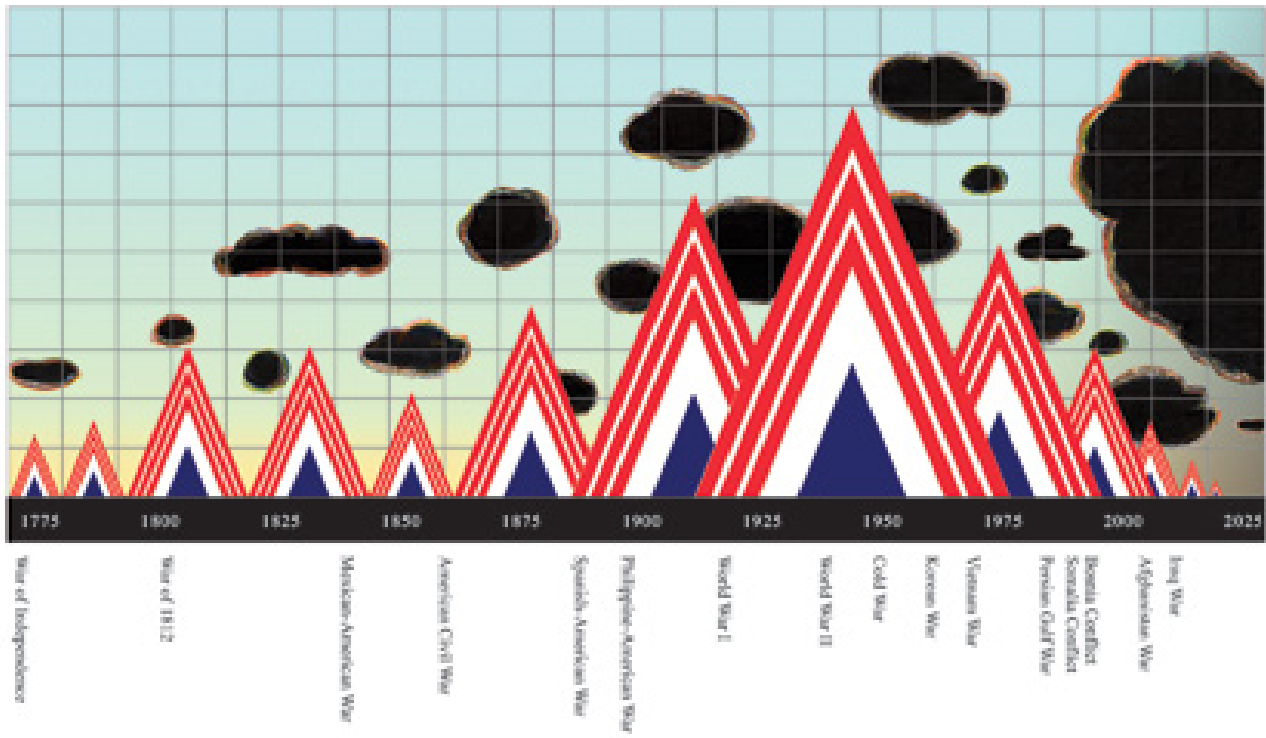 1775 1800 1825 1850 1875 1900 1925 1950 1975 2000 2025
War of Independence
War of 1812
Mexican-American War
American Civil War
Spanish-American War
Philippine-American War
World War I
World War II
Cold War
Korean War
Vietnam War
Persian Gulf War
Somalia Conflict
Bosnia Conflict
Afghanistan War
Iraq War